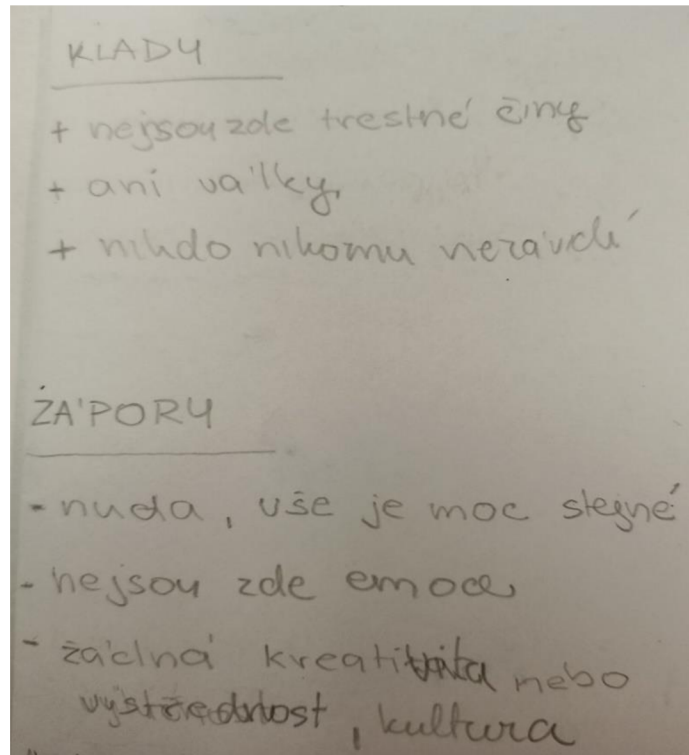 KLADY
+ nejsou zde trestné činy
+ ani války
+ nikdo nikomu nezávidí
ZÁPORY
- nuda, vše je moc stejné
- nejsou zde emoce
- žádná kreativita nebo
výstřednost, kultura